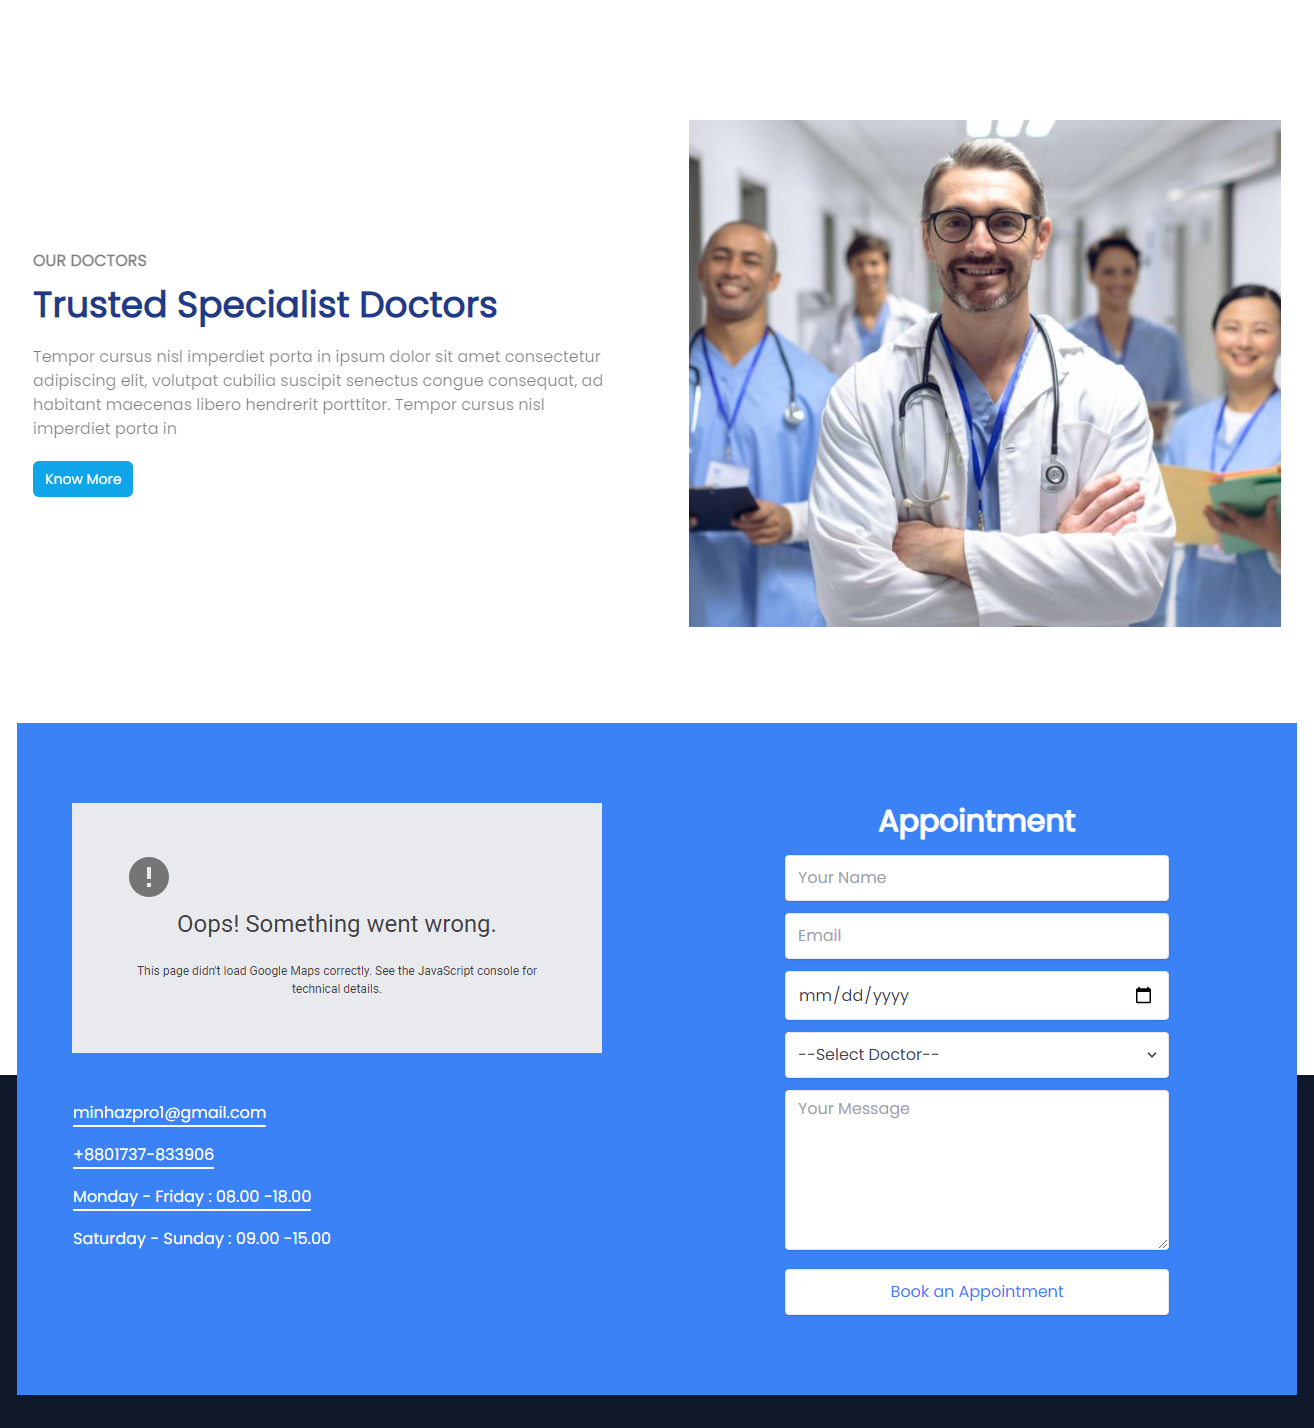 OUR DOCTORS
Trusted Specialist Doctors
Tempor cursus nisl imperdiet porta in ipsum dolor sit amet consectetur
adipiscing elit, volutpat cubilia suscipit senectus congue consequat, ad
habitant maecenas libero hendrerit porttitor. Tempor cursus nisl
imperdiet porta in
Know More
Oops! Something went wrong.
This page didn't load Google Maps correctly. See the JavaScript console for
technical details.
minhazpro1@gmail.com
+8801737-833906
Monday - Friday : 08.00 -18.00
Saturday - Sunday : 09.00 -15.00
Appointment
Your Name
Email
mm/dd/yyyy
--Select Doctor--
Your Message
Book an Appointment